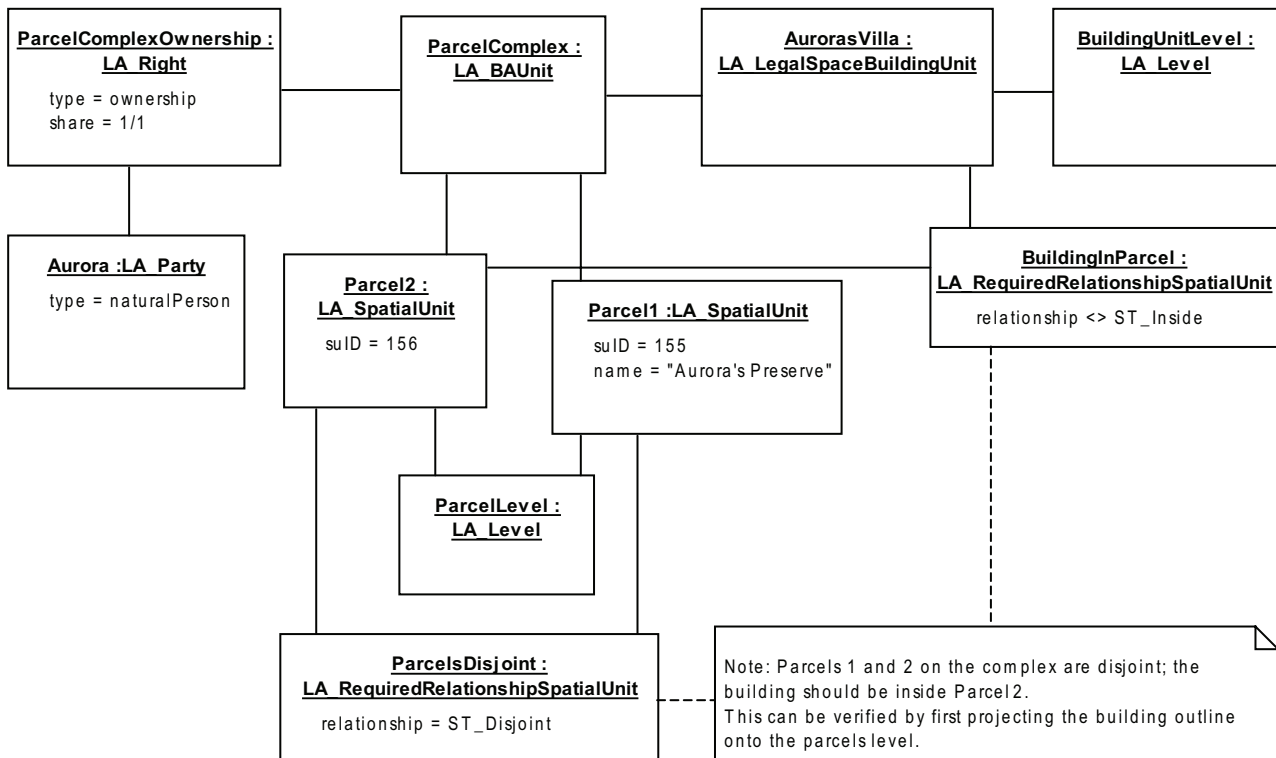 ParcelComplexOwnership :
LA_Right
type = ownership
share = 1/1
ParcelComplex :
LA_BAUnit
AurorasVilla :
LA_LegalSpaceBuildingUnit
BuildingUnitLevel :
LA_Level
Aurora :LA_Party
type = naturalPerson
Parcel2 :
LA_SpatialUnit
suID = 156
Parcel1 :LA_SpatialUnit
suID = 155
name = "Aurora's Preserve"
BuildingInParcel :
LA_RequiredRelationshipSpatialUnit
relationship <> ST_Inside
ParcelLevel :
LA_Level
ParcelsDisjoint :
LA_RequiredRelationshipSpatialUnit
relationship = ST_Disjoint
Note: Parcels 1 and 2 on the complex are disjoint; the
building should be inside Parcel2.
This can be verified by first projecting the building outline
onto the parcels level.